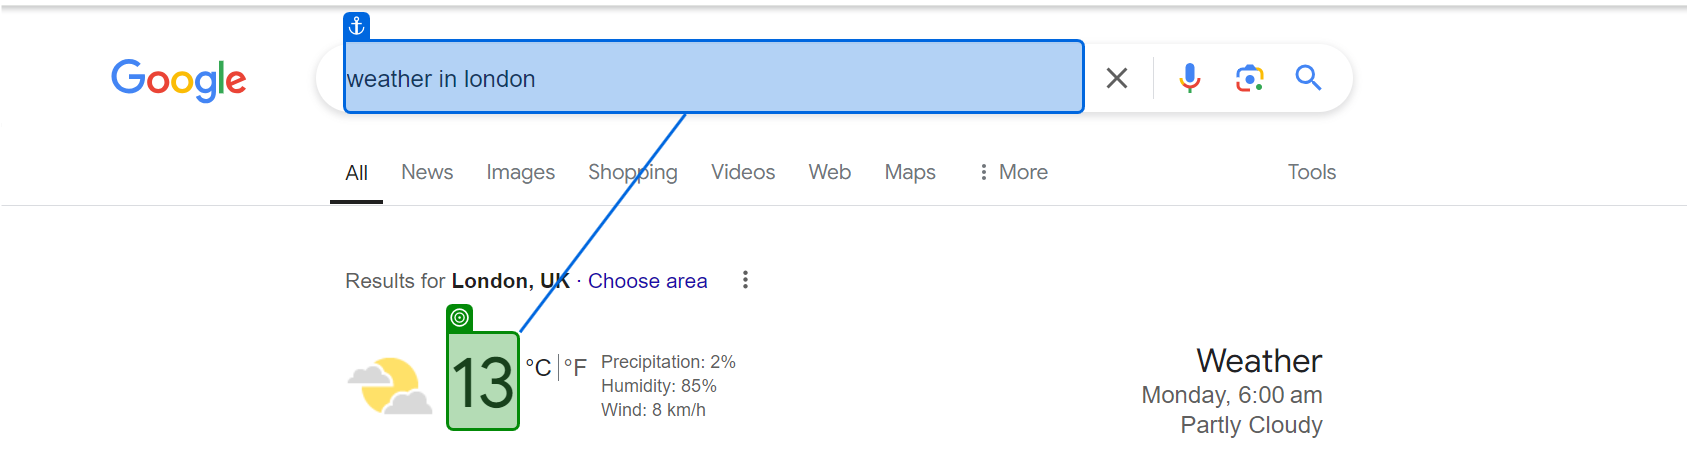 Google
weather in london
All News Images Shopping Videos Web Maps More Tools
Results for London, UK · Choose area
13 °C | °F
Precipitation: 2%
Humidity: 85%
Wind: 8 km/h
Weather
Monday, 6:00 am
Partly Cloudy